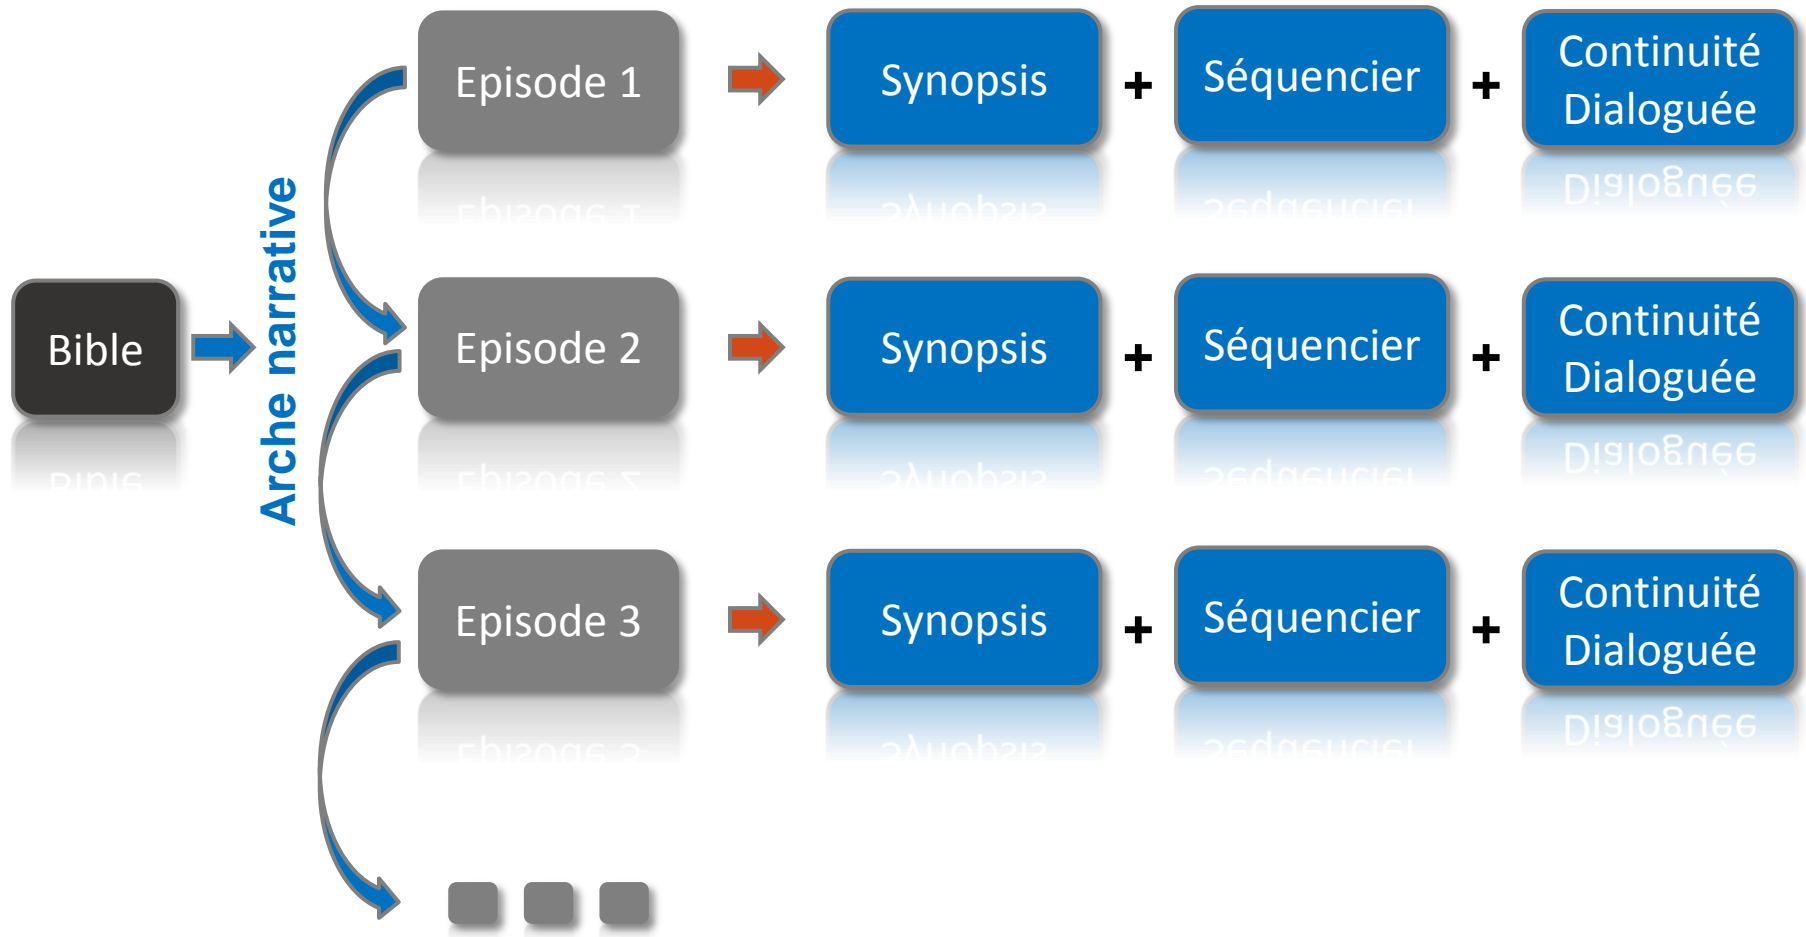 Bible
Arche narrative
Episode 1
Synopsis
+
Séquencier
+
Continuité
Dialoguée
Episode 2
Synopsis
+
Séquencier
+
Continuité
Dialoguée
Episode 3
Synopsis
+
Séquencier
+
Continuité
Dialoguée